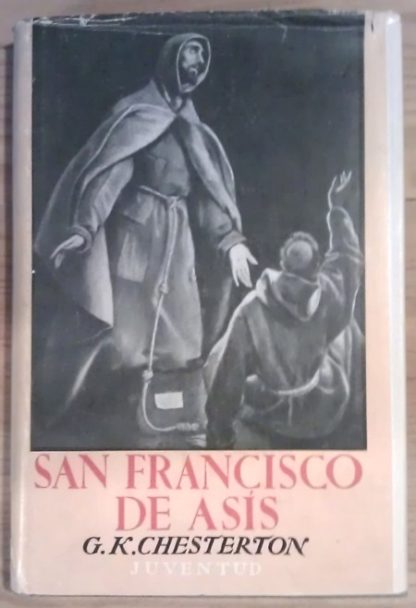 SAN FRANCISCO
DE ASÍS
G.K.CHESTERTON
JUVENTUD